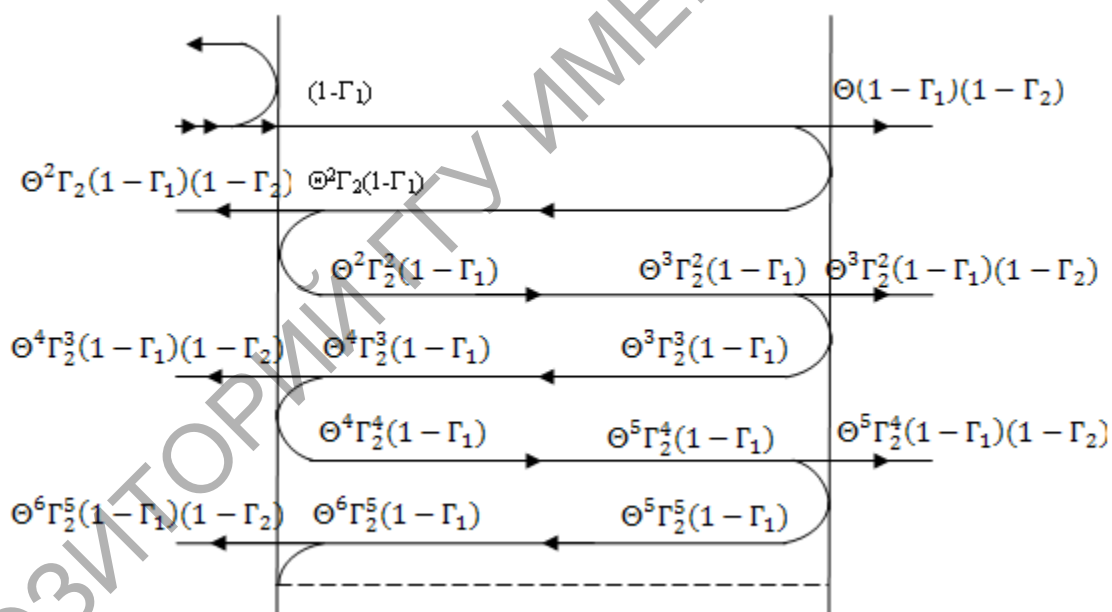 (1-Γ₁)
Θ(1 − Γ₁)(1 − Γ₂)
Θ²Γ₂(1 − Γ₁)(1 − Γ₂) Θ²Γ₂(1-Γ₁)
Θ²Γ₂²(1 − Γ₁) Θ³Γ₂²(1 − Γ₁) Θ³Γ₂²(1 − Γ₁)(1 − Γ₂)
Θ⁴Γ₂³(1 − Γ₁)(1 − Γ₂) Θ⁴Γ₂³(1 − Γ₁) Θ³Γ₂³(1 − Γ₁)
Θ⁴Γ₂⁴(1 − Γ₁) Θ⁵Γ₂⁴(1 − Γ₁) Θ⁵Γ₂⁴(1 − Γ₁)(1 − Γ₂)
Θ⁶Γ₂⁵(1 − Γ₁)(1 − Γ₂) Θ⁶Γ₂⁵(1 − Γ₁) Θ⁵Γ₂⁵(1 − Γ₁)
ОЗИТОРИЙ ГГУ ИМЕ